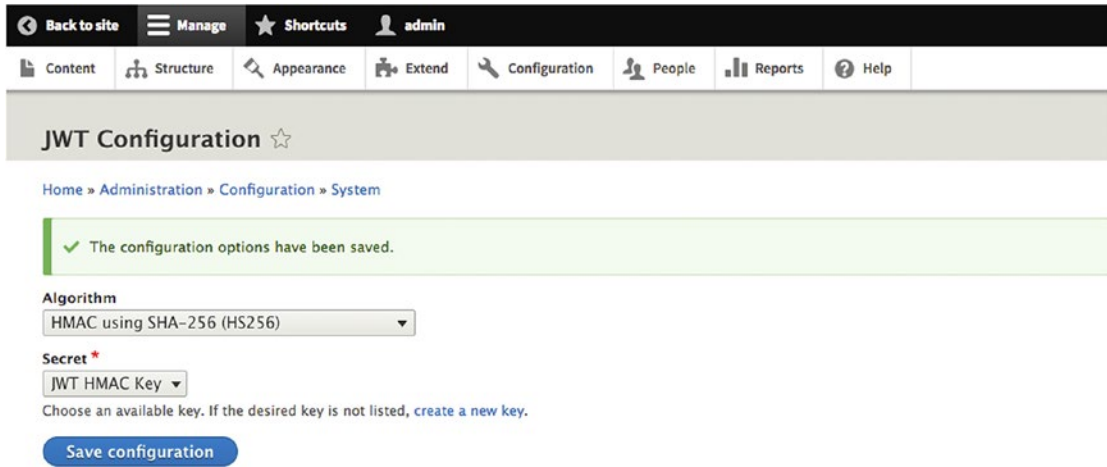 Back to site Manage Shortcuts admin
Content Structure Appearance Extend Configuration People Reports Help
JWT Configuration
Home » Administration » Configuration » System
The configuration options have been saved.
Algorithm
HMAC using SHA-256 (HS256)
Secret *
JWT HMAC Key
Choose an available key. If the desired key is not listed, create a new key.
Save configuration